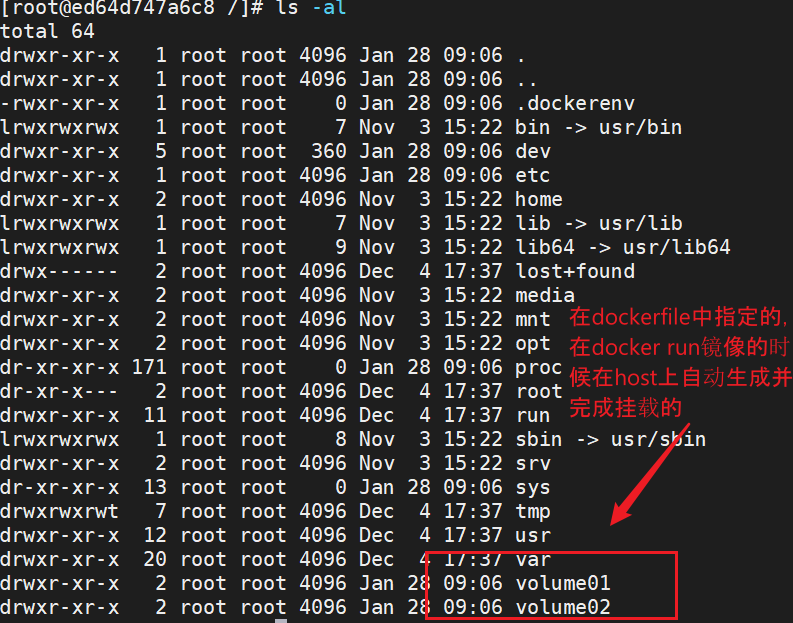 [root@ed64d747a6c8 /]# ls -al
total 64
drwxr-xr-x   1 root root 4096 Jan 28 09:06 .
drwxr-xr-x   1 root root 4096 Jan 28 09:06 ..
-rwxr-xr-x   1 root root    0 Jan 28 09:06 .dockerenv
lrwxrwxrwx   1 root root    7 Nov  3 15:22 bin -> usr/bin
drwxr-xr-x   5 root root  360 Jan 28 09:06 dev
drwxr-xr-x   1 root root 4096 Jan 28 09:06 etc
drwxr-xr-x   2 root root 4096 Nov  3 15:22 home
lrwxrwxrwx   1 root root    7 Nov  3 15:22 lib -> usr/lib
lrwxrwxrwx   1 root root    9 Nov  3 15:22 lib64 -> usr/lib64
drwx------   2 root root 4096 Dec  4 17:37 lost+found
drwxr-xr-x   2 root root 4096 Nov  3 15:22 media
drwxr-xr-x   2 root root 4096 Nov  3 15:22 mnt
drwxr-xr-x   2 root root 4096 Nov  3 15:22 opt
dr-xr-xr-x 171 root root    0 Jan 28 09:06 proc
dr-xr-x---   2 root root 4096 Dec  4 17:37 root
drwxr-xr-x  11 root root 4096 Dec  4 17:37 run
lrwxrwxrwx   1 root root    8 Nov  3 15:22 sbin -> usr/sbin
drwxr-xr-x   2 root root 4096 Nov  3 15:22 srv
dr-xr-xr-x  13 root root    0 Jan 28 09:06 sys
drwxrwxrwt   7 root root 4096 Dec  4 17:37 tmp
drwxr-xr-x  12 root root 4096 Dec  4 17:37 usr
drwxr-xr-x  20 root root 4096 Dec  4 17:37 var
drwxr-xr-x   2 root root 4096 Jan 28 09:06 volume01
drwxr-xr-x   2 root root 4096 Jan 28 09:06 volume02
在dockerfile中指定的,
在docker run镜像的时
候在host上自动生成并
完成挂载的